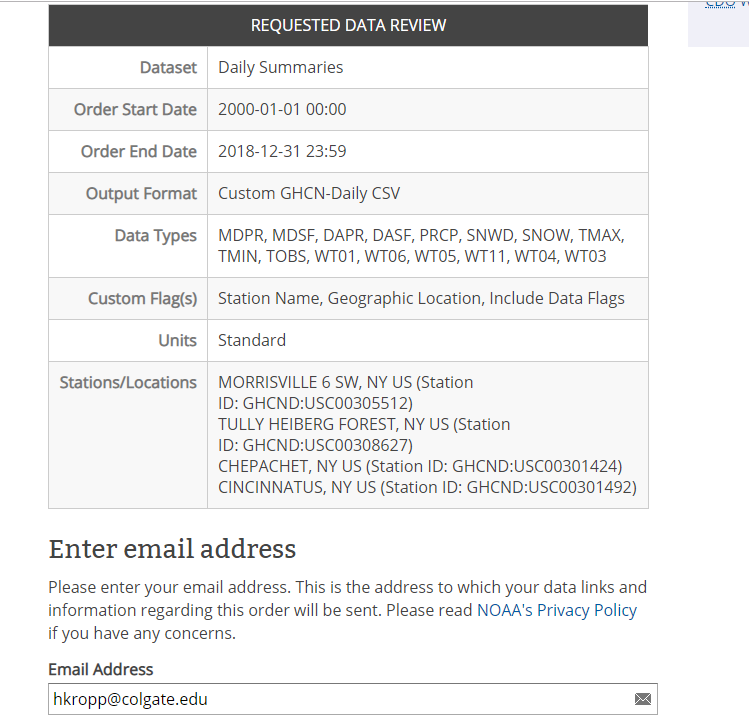 REQUESTED DATA REVIEW
Dataset Daily Summaries
Order Start Date 2000-01-01 00:00
Order End Date 2018-12-31 23:59
Output Format Custom GHCN-Daily CSV
Data Types MDPR, MDSF, DAPR, DASF, PRCP, SNWD, SNOW, TMAX,
TMIN, TOBS, WT01, WT06, WT05, WT11, WT04, WT03
Custom Flag(s) Station Name, Geographic Location, Include Data Flags
Units Standard
Stations/Locations MORRISVILLE 6 SW, NY US (Station
ID: GHCND:USC00305512)
TULLY HEIBERG FOREST, NY US (Station
ID: GHCND:USC00308627)
CHEPACHET, NY US (Station ID: GHCND:USC00301424)
CINCINNATUS, NY US (Station ID: GHCND:USC00301492)
Enter email address
Please enter your email address. This is the address to which your data links and
information regarding this order will be sent. Please read NOAA's Privacy Policy
if you have any concerns.
Email Address
hkropp@colgate.edu